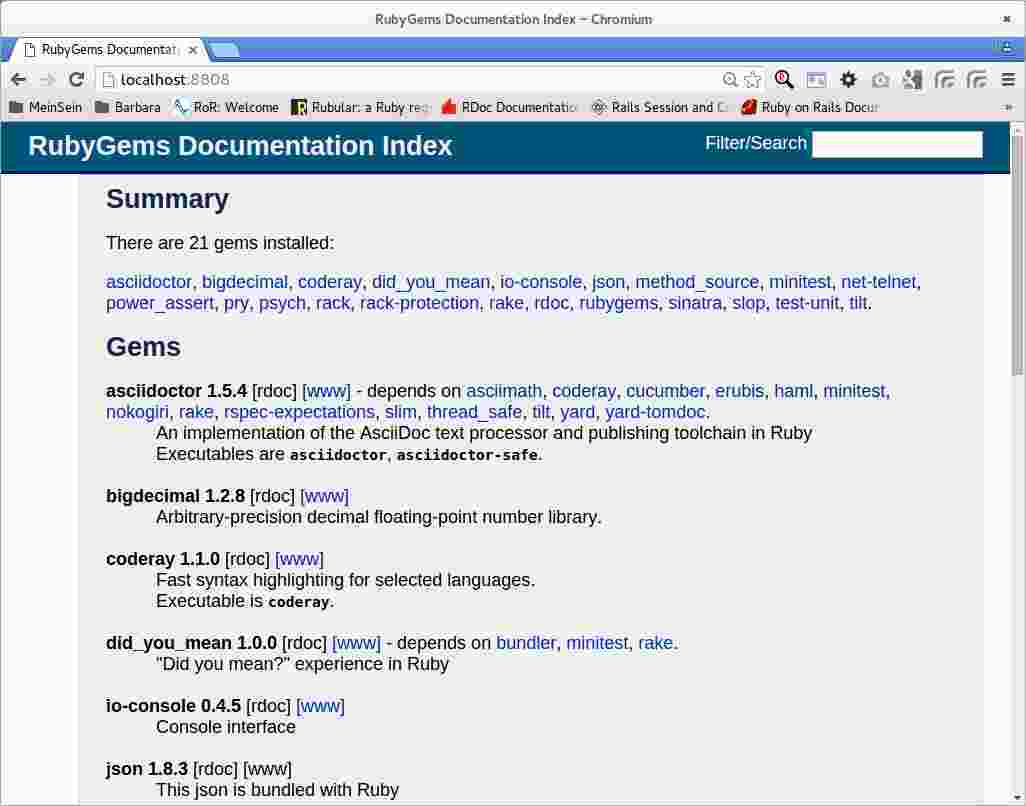 RubyGems Documentation Index - Chromium
RubyGems Documentat
localhost:8808
MeinSein Barbara RoR: Welcome Rubular: a Ruby reg RDoc Documentatio Rails Session and C Ruby on Rails Docur »
RubyGems Documentation Index Filter/Search
Summary
There are 21 gems installed:
asciidoctor, bigdecimal, coderay, did_you_mean, io-console, json, method_source, minitest, net-telnet,
power_assert, pry, psych, rack, rack-protection, rake, rdoc, rubygems, sinatra, slop, test-unit, tilt.
Gems
asciidoctor 1.5.4 [rdoc] [www] - depends on asciimath, coderay, cucumber, erubis, haml, minitest,
nokogiri, rake, rspec-expectations, slim, thread_safe, tilt, yard, yard-tomdoc.
An implementation of the AsciiDoc text processor and publishing toolchain in Ruby
Executables are asciidoctor, asciidoctor-safe.
bigdecimal 1.2.8 [rdoc] [www]
Arbitrary-precision decimal floating-point number library.
coderay 1.1.0 [rdoc] [www]
Fast syntax highlighting for selected languages.
Executable is coderay.
did_you_mean 1.0.0 [rdoc] [www] - depends on bundler, minitest, rake.
"Did you mean?" experience in Ruby
io-console 0.4.5 [rdoc] [www]
Console interface
json 1.8.3 [rdoc] [www]
This json is bundled with Ruby